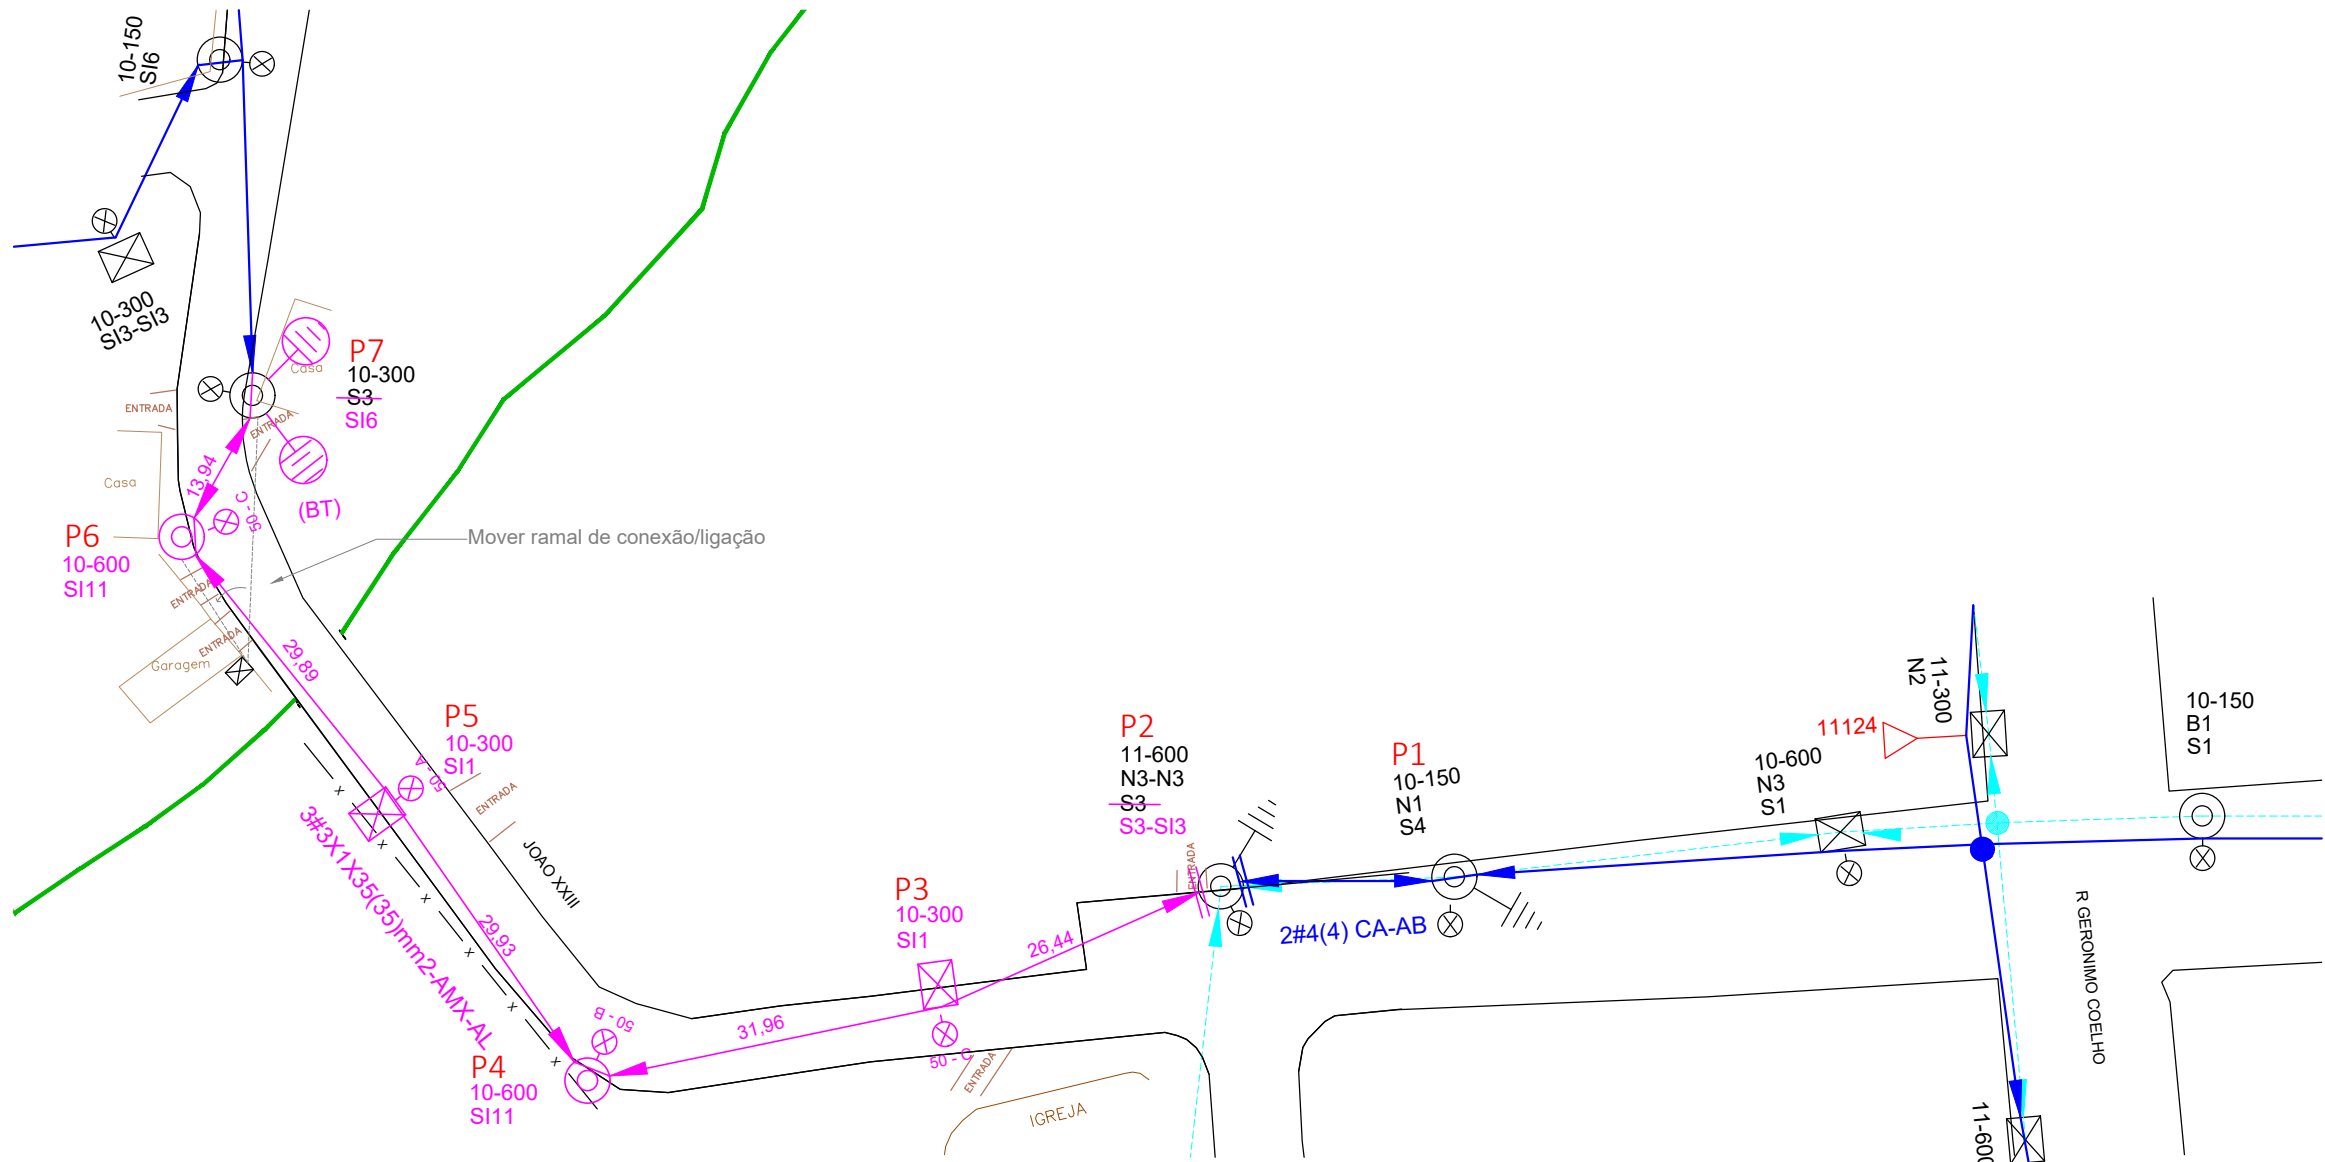 10-150
SI6
10-300
SI3-SI3
P7
10-300
S3
SI6
Casa
ENTRADA
ENTRADA
13,94
50 - C
(BT)
Casa
P6
10-600
SI11
Mover ramal de conexão/ligação
ENTRADA
ENTRADA
Garagem
29,89
P5
10-300
SI1
50 - A
ENTRADA
JOAO XXIII
3#3X1X35(35)mm2-AMX-AL
x
x
x
x
x
x
29,93
50 - B
P4
10-600
SI11
31,96
P3
10-300
SI1
50 - C
ENTRADA
IGREJA
26,44
P2
11-600
N3-N3
S3
S3-SI3
ENTRADA
2#4(4) CA-AB
P1
10-150
N1
S4
10-600
N3
S1
11124
11-300
N2
10-150
B1
S1
R GERONIMO COELHO
11-600